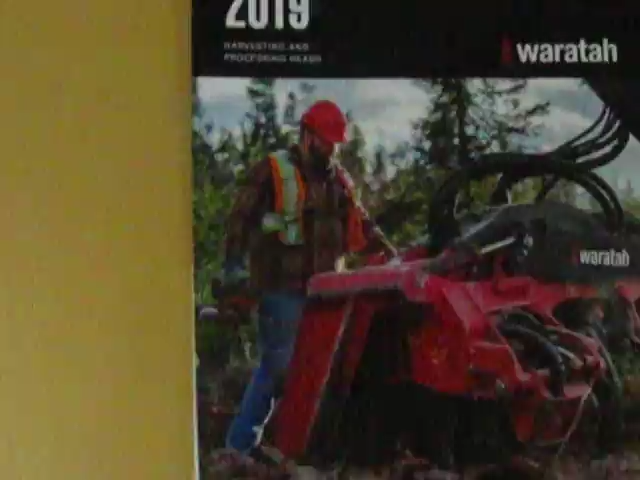 2019
HARVESTING AND
PROCESSING HEADS
waratah
waratah